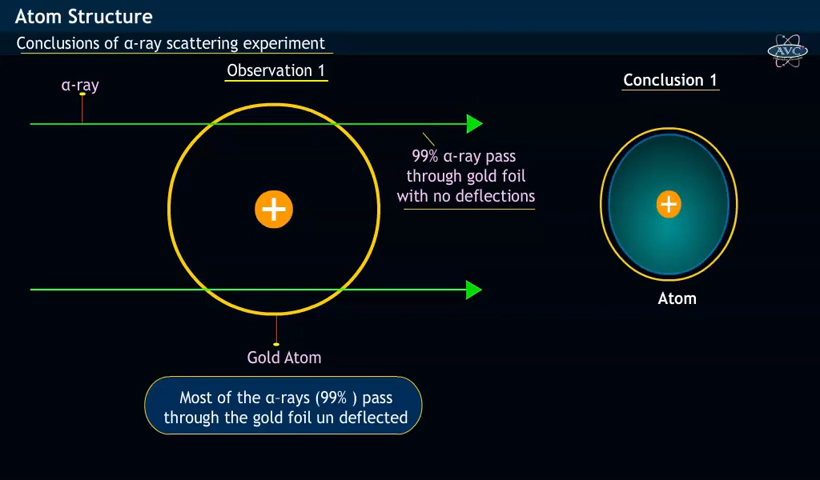 Atom Structure
Conclusions of α-ray scattering experiment
AVC
Observation 1
α-ray
99% α-ray pass
through gold foil
with no deflections
+
Gold Atom
Most of the α-rays (99% ) pass
through the gold foil un deflected
Conclusion 1
+
Atom